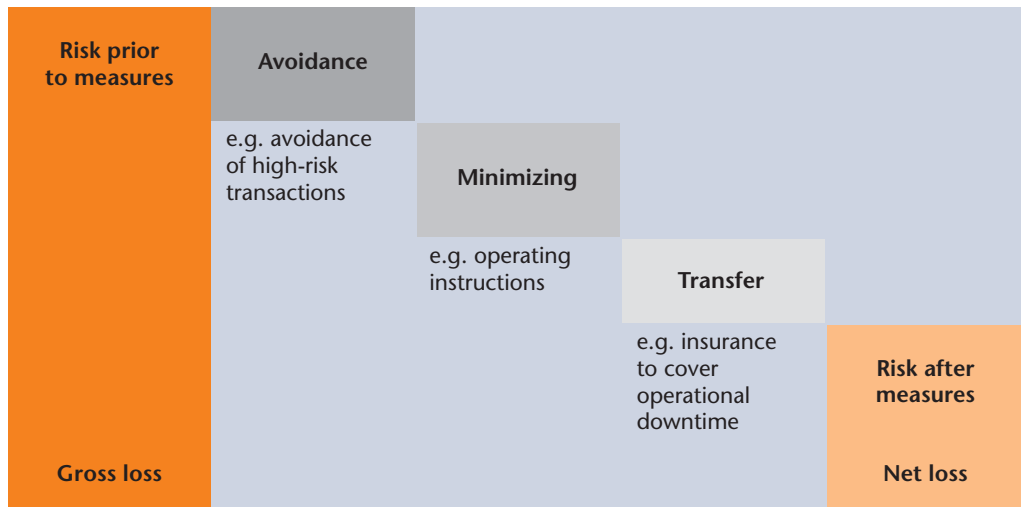 Risk prior
to measures
Avoidance
e.g. avoidance
of high-risk
transactions
Minimizing
e.g. operating
instructions
Transfer
e.g. insurance
to cover
operational
downtime
Risk after
measures
Gross loss
Net loss